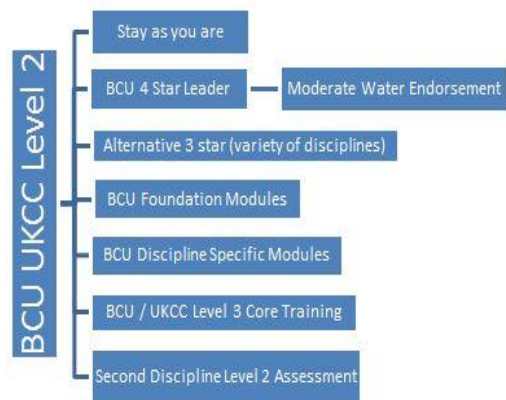 BCU UKCC Level 2
Stay as you are
BCU 4 Star Leader
Moderate Water Endorsement
Alternative 3 star (variety of disciplines)
BCU Foundation Modules
BCU Discipline Specific Modules
BCU / UKCC Level 3 Core Training
Second Discipline Level 2 Assessment